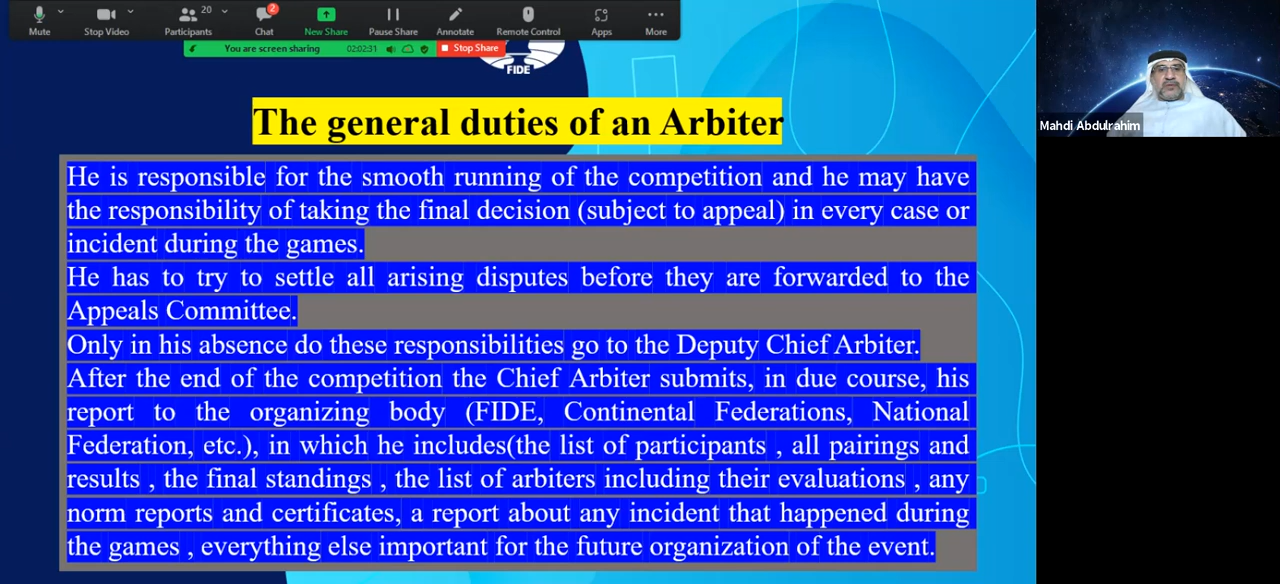 20
2
Mute
Stop Video
Participants
Chat
New Share
Pause Share
Annotate
Remote Control
Apps
More
You are screen sharing
02:02:31
Stop Share
FIDE
The general duties of an Arbiter
He is responsible for the smooth running of the competition and he may have
the responsibility of taking the final decision (subject to appeal) in every case or
incident during the games.
He has to try to settle all arising disputes before they are forwarded to the
Appeals Committee.
Only in his absence do these responsibilities go to the Deputy Chief Arbiter.
After the end of the competition the Chief Arbiter submits, in due course, his
report to the organizing body (FIDE, Continental Federations, National
Federation, etc.), in which he includes(the list of participants , all pairings and
results , the final standings , the list of arbiters including their evaluations , any
norm reports and certificates, a report about any incident that happened during
the games , everything else important for the future organization of the event.
Mahdi Abdulrahim